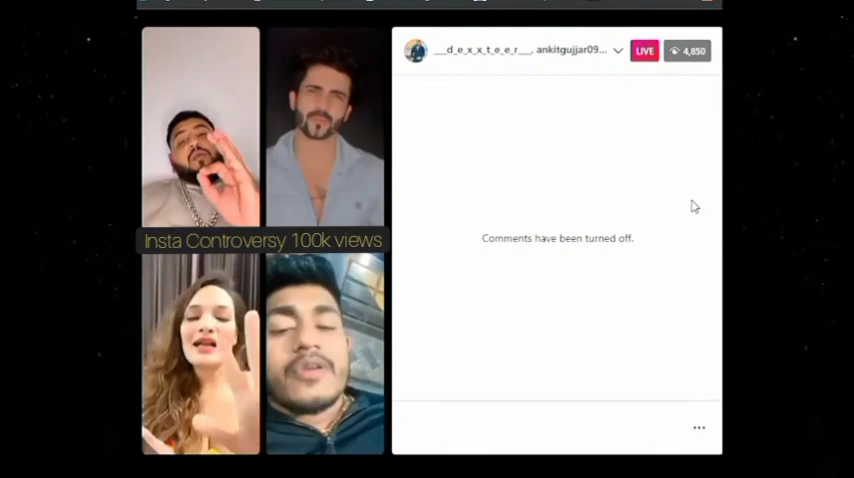 ___d_e_x_x_t_e_e_r___, ankitgujjar09...
LIVE
4,850
Insta Controversy 100k views
Comments have been turned off.